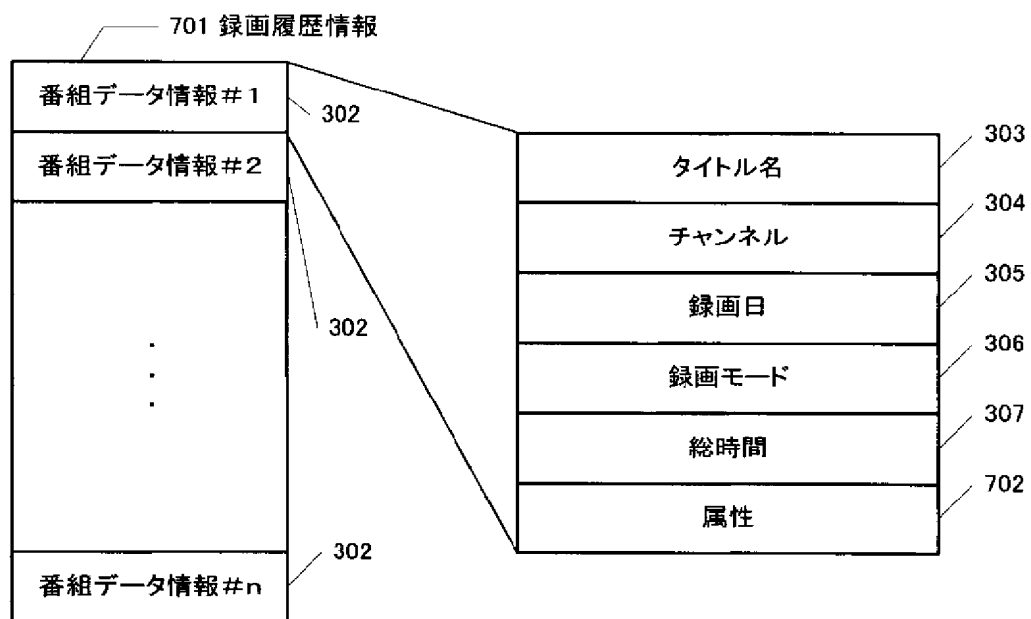 701 録画履歴情報
番組データ情報＃1
302
番組データ情報＃2
302
・
・
・
302
番組データ情報＃n
303
タイトル名
304
チャンネル
305
録画日
306
録画モード
307
総時間
702
属性